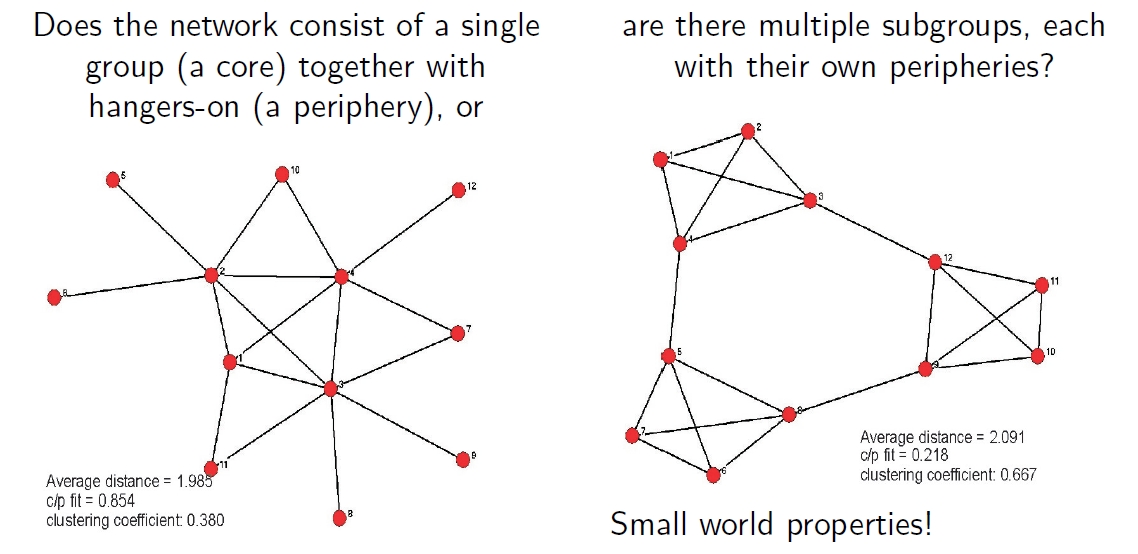 Does the network consist of a single
group (a core) together with
hangers-on (a periphery), or
are there multiple subgroups, each
with their own peripheries?
5
10
12
2
4
6
7
1
3
11
9
8
Average distance = 1.985
c/p fit = 0.854
clustering coefficient: 0.380
2
1
3
4
12
11
5
10
9
8
7
6
Average distance = 2.091
c/p fit = 0.218
clustering coefficient: 0.667
Small world properties!